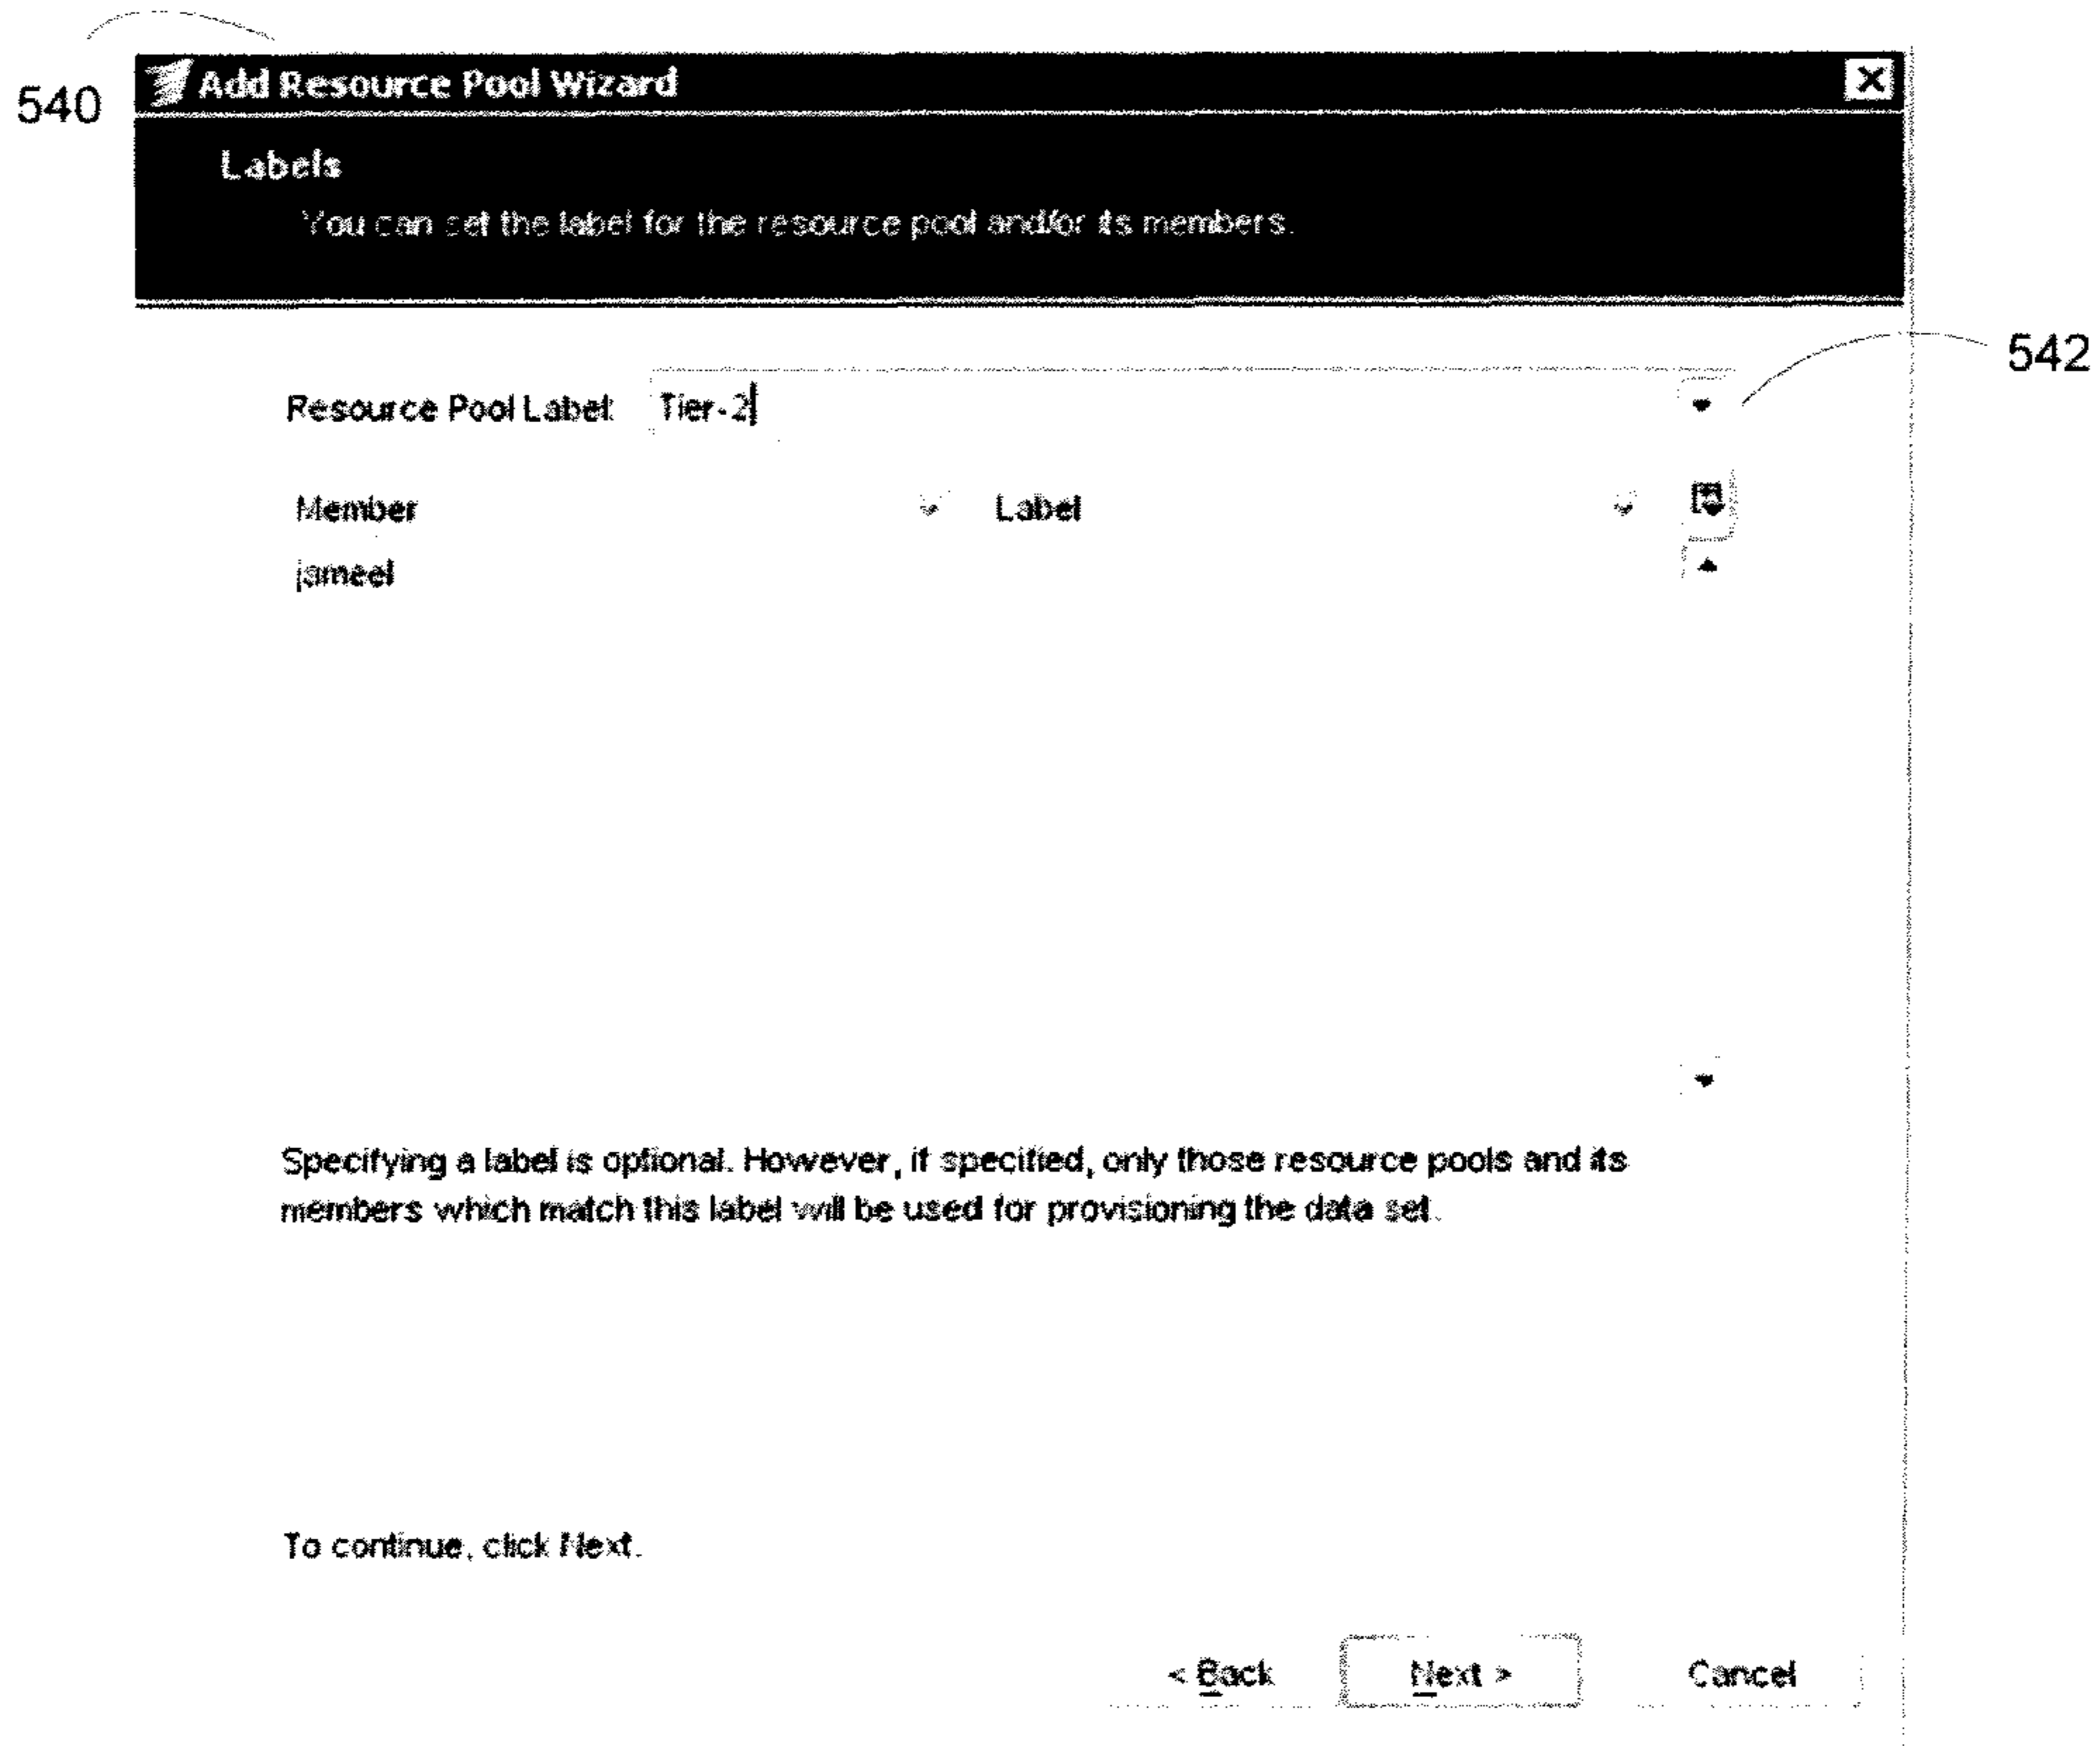 540
Add Resource Pool Wizard
Labels
You can set the label for the resource pool and/or its members.
542
Resource Pool Label: Tier-2
Member Label
jameel
Specifying a label is optional. However, if specified, only those resource pools and its
members which match this label will be used for provisioning the data set.
To continue, click Next.
< Back Next > Cancel